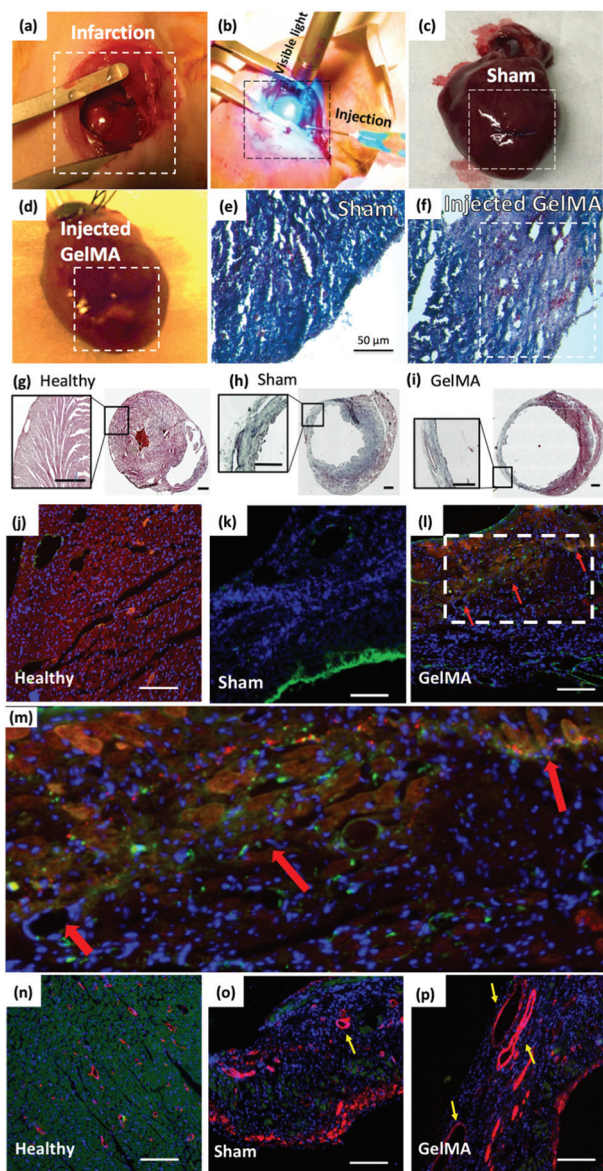 (a)
Infarction
(b)
Visible light
Injection
(c)
Sham
(d)
Injected
GelMA
(e)
Sham
50 µm
(f)
Injected GelMA
(g) Healthy
(h) Sham
(i) GelMA
(j)
Healthy
(k)
Sham
(l)
GelMA
(m)
(n)
Healthy
(o)
Sham
(p)
GelMA